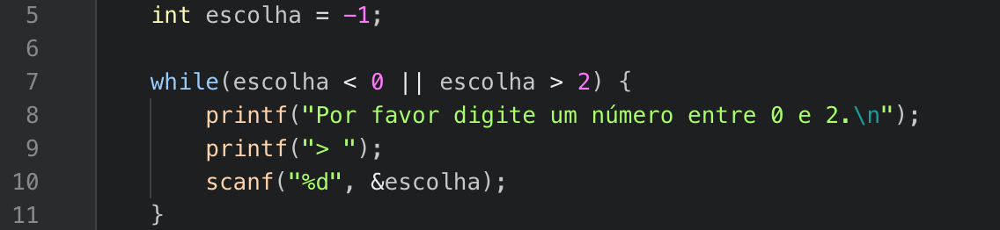 5 int escolha = -1;
6
7 while(escolha < 0 || escolha > 2) {
8 printf("Por favor digite um número entre 0 e 2.\n");
9 printf("> ");
10 scanf("%d", &escolha);
11 }